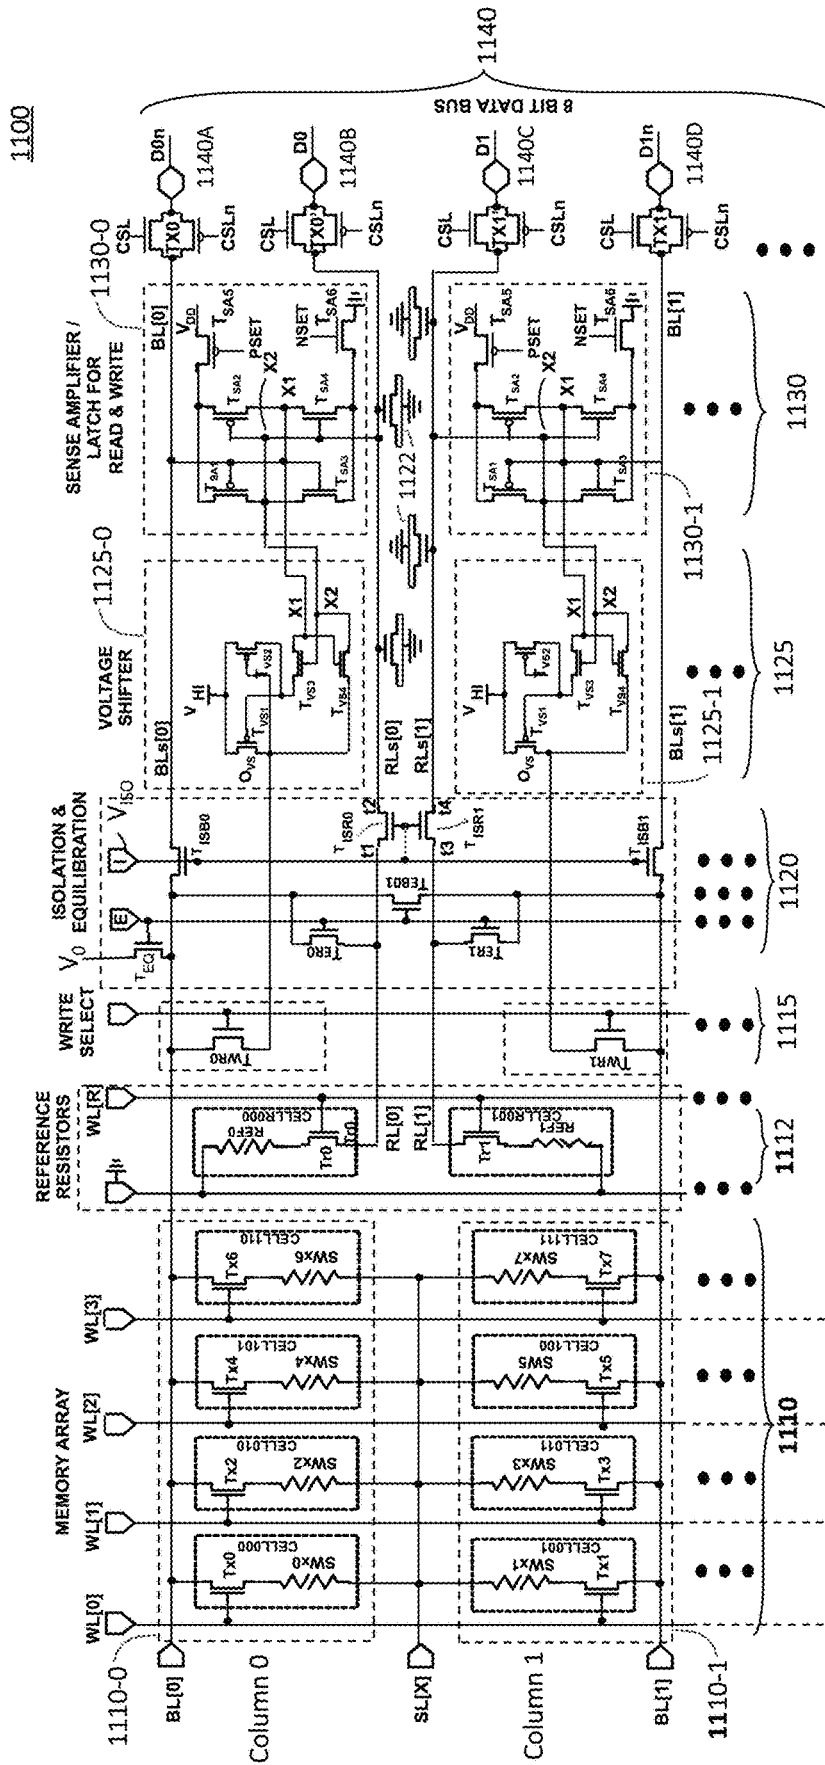 1100
MEMORY ARRAY
REFERENCE
RESISTORS
WRITE
SELECT
ISOLATION &
EQUILIBRATION
VOLTAGE
SHIFTER
SENSE AMPLIFIER /
LATCH FOR
READ & WRITE
1125-0
1130-0
WL[0]
WL[1]
WL[2]
WL[3]
WL[R]
VO
E
I
VISO
TEQ
1110-0
BL[0]
Column 0
SL[X]
Column 1
BL[1]
1110-1
Tx0
SWx0
CELL000
Tx2
SWx2
CELL010
Tx4
SWx4
CELL101
Tx6
SWx6
CELL110
SWx1
Tx1
CELL001
SWx3
Tx3
CELL011
SW5
Tx5
CELL100
SWx7
Tx7
CELL111
REF0
CELLR000
Tr0
Tr0
RL[0]
RL[1]
Tr1
REF1
CELLR001
TWR0
TWR1
TER0
TEB01
TER1
TISB0
TISR0
t1
t2
TISR1
t3
t4
TISB1
BLs[0]
RLs[0]
RLs[1]
BLs[1]
VHI
OVS
TVS1
TVS2
TVS3
TVS4
X1
X2
VHI
OVS
TVS1
TVS2
TVS3
TVS4
X1
X2
1122
BL[0]
VDD
TSA5
PSET
X2
NSET
TSA6
TSA1
TSA2
X1
TSA3
TSA4
VDD
TSA5
PSET
X2
NSET
TSA6
TSA1
TSA2
X1
TSA3
TSA4
BL[1]
CSL
TX0
CSLn
D0n
1140A
CSL
TX0'
CSLn
D0
1140B
CSL
TX1'
CSLn
D1
1140C
CSL
TX1
CSLn
D1n
1140D
8 BIT DATA BUS
1140
1125-1
1130-1
1110
1112
1115
1120
1125
1130